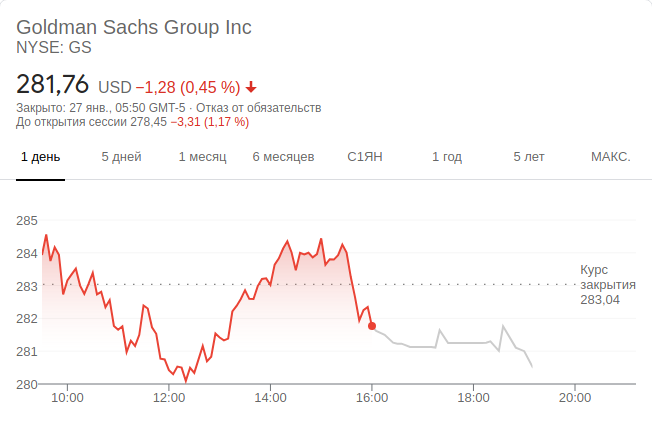 Goldman Sachs Group Inc
NYSE: GS
281,76 USD −1,28 (0,45 %)
Закрыто: 27 янв., 05:50 GMT-5 · Отказ от обязательств
До открытия сессии 278,45 −3,31 (1,17 %)
1 день 5 дней 1 месяц 6 месяцев С1ЯН 1 год 5 лет МАКС.
285
284
283
282
281
280
Курс
закрытия
283,04
10:00 12:00 14:00 16:00 18:00 20:00